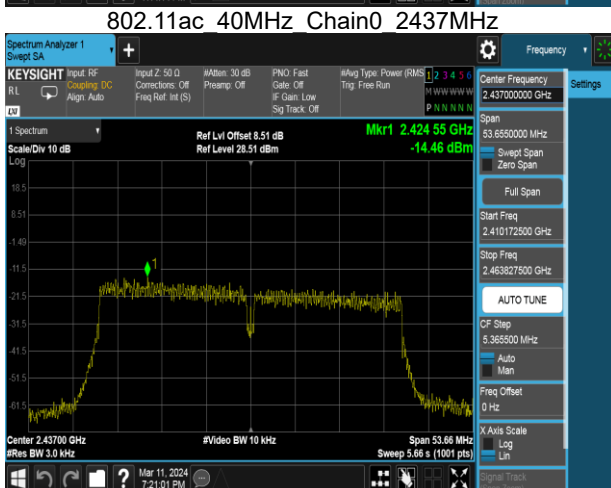 802.11ac_40MHz_Chain0_2437MHz
Spectrum Analyzer 1
Swept SA
Frequency
KEYSIGHT Input: RF
RL
Coupling: DC
Align: Auto
LXI
Input Z: 50 Ω
Corrections: Off
Freq Ref: Int (S)
#Atten: 30 dB
Preamp: Off
PNO: Fast
Gate: Off
IF Gain: Low
Sig Track: Off
#Avg Type: Power (RMS
Trig: Free Run
1 2 3 4 5 6
M W W W W W
P N N N N N
1 Spectrum
Scale/Div 10 dB
Log
Ref Lvl Offset 8.51 dB
Ref Level 28.51 dBm
Mkr1 2.424 55 GHz
-14.46 dBm
18.5
8.51
-1.49
-11.5
-21.5
-31.5
-41.5
-51.5
-61.5
1
Center 2.43700 GHz
#Res BW 3.0 kHz
#Video BW 10 kHz
Span 53.66 MHz
Sweep 5.66 s (1001 pts)
Settings
Center Frequency
2.437000000 GHz
Span
53.6550000 MHz
Swept Span
Zero Span
Full Span
Start Freq
2.410172500 GHz
Stop Freq
2.463827500 GHz
AUTO TUNE
CF Step
5.365500 MHz
Auto
Man
Freq Offset
0 Hz
X Axis Scale
Log
Lin
Signal Track
Mar 11, 2024
7:21:01 PM